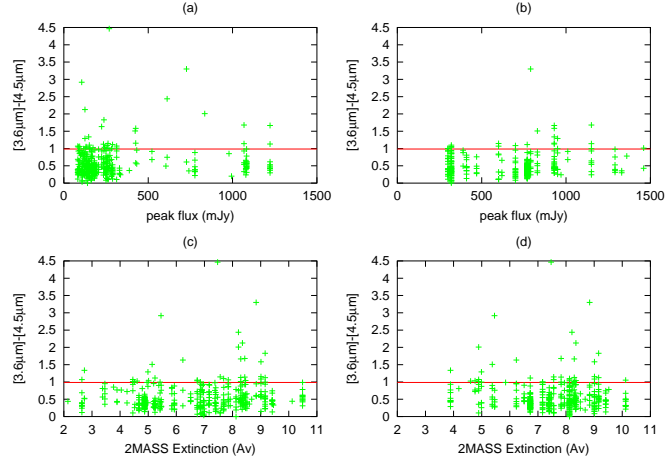 (a)
[3.6μm]-[4.5μm]
4.5
4
3.5
3
2.5
2
1.5
1
0.5
0
0 500 1000 1500
peak flux (mJy)
(b)
[3.6μm]-[4.5μm]
4.5
4
3.5
3
2.5
2
1.5
1
0.5
0
0 500 1000 1500
peak flux (mJy)
(c)
[3.6μm]-[4.5μm]
4.5
4
3.5
3
2.5
2
1.5
1
0.5
0
2 3 4 5 6 7 8 9 10 11
2MASS Extinction (Av)
(d)
[3.6μm]-[4.5μm]
4.5
4
3.5
3
2.5
2
1.5
1
0.5
0
2 3 4 5 6 7 8 9 10 11
2MASS Extinction (Av)